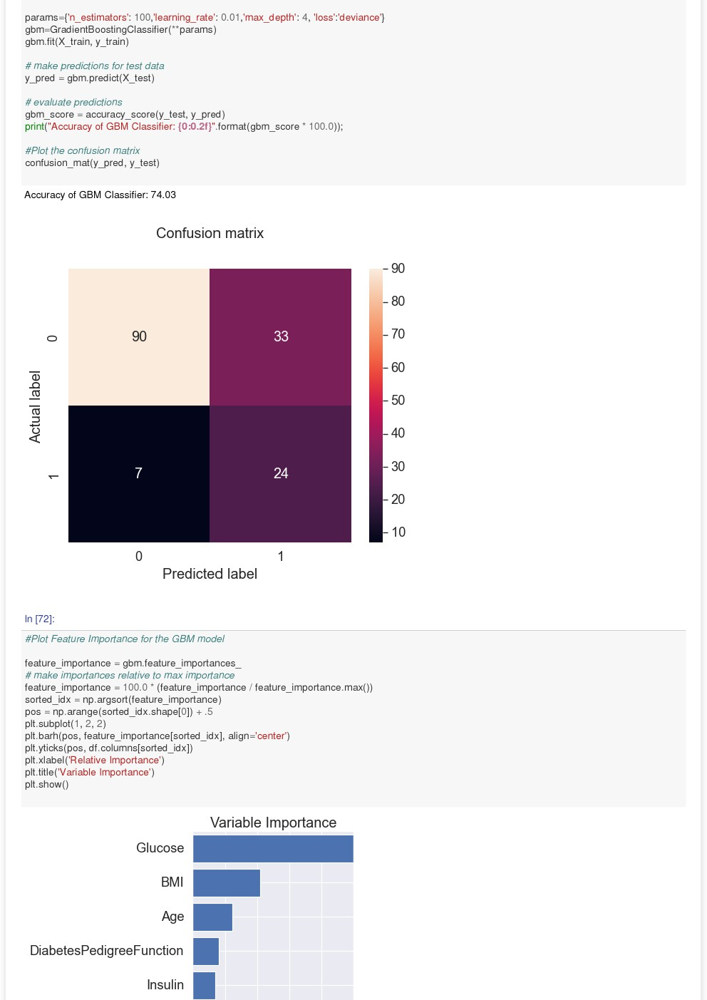 params={'n_estimators': 100,'learning_rate': 0.01,'max_depth': 4, 'loss':'deviance'}
gbm=GradientBoostingClassifier(**params)
gbm.fit(X_train, y_train)
# make predictions for test data
y_pred = gbm.predict(X_test)
# evaluate predictions
gbm_score = accuracy_score(y_test, y_pred)
print("Accuracy of GBM Classifier: {0:0.2f}".format(gbm_score * 100.0));
#Plot the confusion matrix
confusion_mat(y_pred, y_test)
Accuracy of GBM Classifier: 74.03
Confusion matrix
90
80
70
60
50
40
30
20
10
Actual label
0
90
33
1
7
24
0
1
Predicted label
In [72]:
#Plot Feature Importance for the GBM model
feature_importance = gbm.feature_importances_
# make importances relative to max importance
feature_importance = 100.0 * (feature_importance / feature_importance.max())
sorted_idx = np.argsort(feature_importance)
pos = np.arange(sorted_idx.shape[0]) + .5
plt.subplot(1, 2, 2)
plt.barh(pos, feature_importance[sorted_idx], align='center')
plt.yticks(pos, df.columns[sorted_idx])
plt.xlabel('Relative Importance')
plt.title('Variable Importance')
plt.show()
Variable Importance
Glucose
BMI
Age
DiabetesPedigreeFunction
Insulin